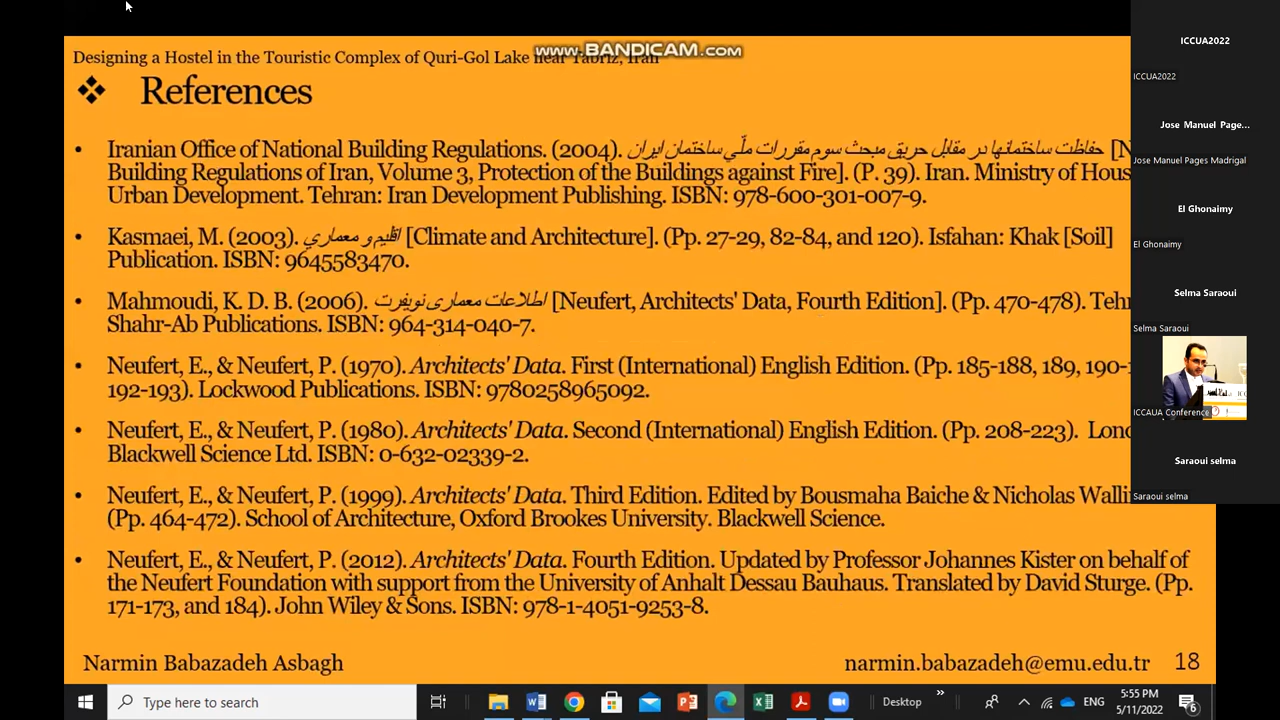 www.BANDICAM.com
Designing a Hostel in the Touristic Complex of Quri-Gol Lake near Tabriz, Iran
❖ References
• Iranian Office of National Building Regulations. (2004). حفاظت ساختمانها در مقابل حریق مبحث سوم مقررات ملّي ساختمان ایران
Building Regulations of Iran, Volume 3, Protection of the Buildings against Fire]. (P. 39). Iran. Ministry of
Urban Development. Tehran: Iran Development Publishing. ISBN: 978-600-301-007-9.
• Kasmaei, M. (2003). اقلیم و معماري [Climate and Architecture]. (Pp. 27-29, 82-84, and 120). Isfahan: Khak [Soil]
Publication. ISBN: 9645583470.
• Mahmoudi, K. D. B. (2006). اطلاعات معماری نویفرت [Neufert, Architects' Data, Fourth Edition]. (Pp. 470-478).
Shahr-Ab Publications. ISBN: 964-314-040-7.
• Neufert, E., & Neufert, P. (1970). Architects' Data. First (International) English Edition. (Pp. 185-188, 189,
192-193). Lockwood Publications. ISBN: 9780258965092.
• Neufert, E., & Neufert, P. (1980). Architects' Data. Second (International) English Edition. (Pp. 208-223).
Blackwell Science Ltd. ISBN: 0-632-02339-2.
• Neufert, E., & Neufert, P. (1999). Architects' Data. Third Edition. Edited by Bousmaha Baiche & Nicholas
(Pp. 464-472). School of Architecture, Oxford Brookes University. Blackwell Science.
• Neufert, E., & Neufert, P. (2012). Architects' Data. Fourth Edition. Updated by Professor Johannes Kister on behalf of
the Neufert Foundation with support from the University of Anhalt Dessau Bauhaus. Translated by David Sturge. (Pp.
171-173, and 184). John Wiley & Sons. ISBN: 978-1-4051-9253-8.
Narmin Babazadeh Asbagh
narmin.babazadeh@emu.edu.tr 18
ICCUA2022
ICCUA2022
Jose Manuel Page...
Jose Manuel Pages Madrigal
El Ghonaimy
El Ghonaimy
Selma Saraoui
Selma Saraoui
ICCAUA Conference
Saraoui selma
Saraoui selma
Type here to search
Desktop
ENG
5:55 PM
5/11/2022
6